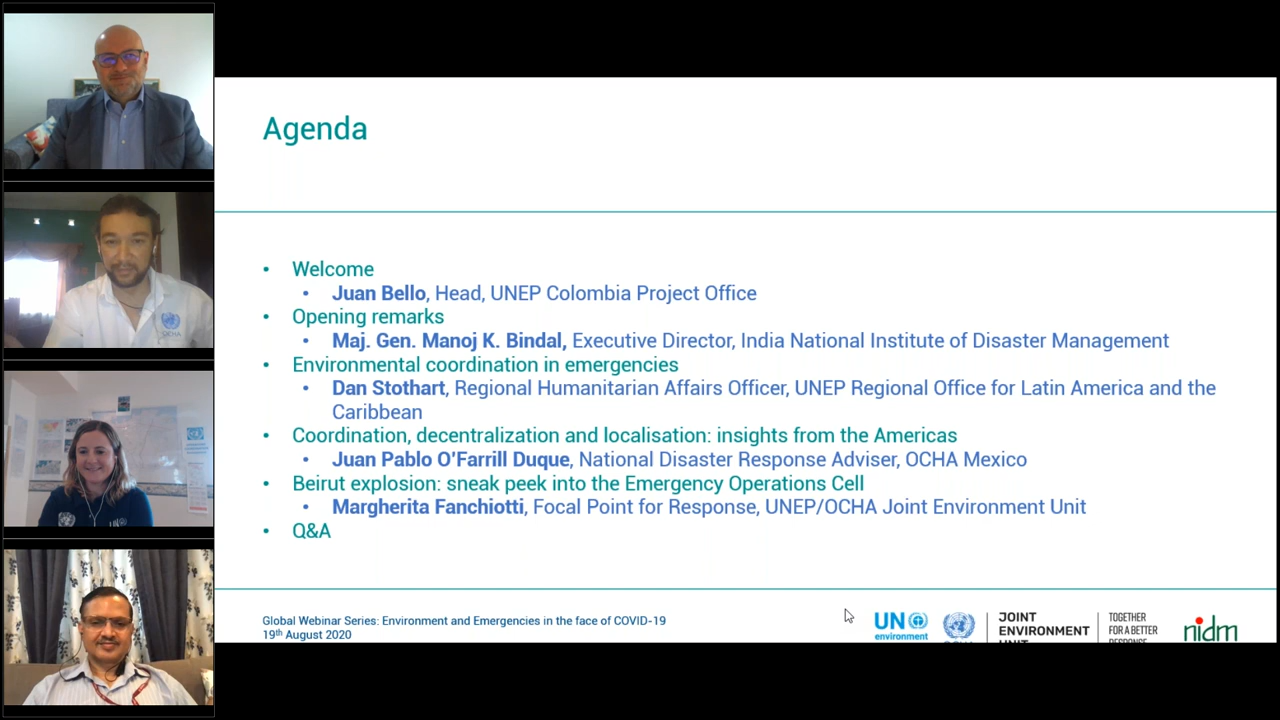 Agenda
• Welcome
• Juan Bello, Head, UNEP Colombia Project Office
• Opening remarks
• Maj. Gen. Manoj K. Bindal, Executive Director, India National Institute of Disaster Management
• Environmental coordination in emergencies
• Dan Stothart, Regional Humanitarian Affairs Officer, UNEP Regional Office for Latin America and the
Caribbean
• Coordination, decentralization and localisation: insights from the Americas
• Juan Pablo O'Farrill Duque, National Disaster Response Adviser, OCHA Mexico
• Beirut explosion: sneak peek into the Emergency Operations Cell
• Margherita Fanchiotti, Focal Point for Response, UNEP/OCHA Joint Environment Unit
• Q&A
Global Webinar Series: Environment and Emergencies in the face of COVID-19
19th August 2020
UN
environment
OCHA
JOINT
ENVIRONMENT
UNIT
TOGETHER
FOR A BETTER
RESPONSE
nidm
OCHA
UN